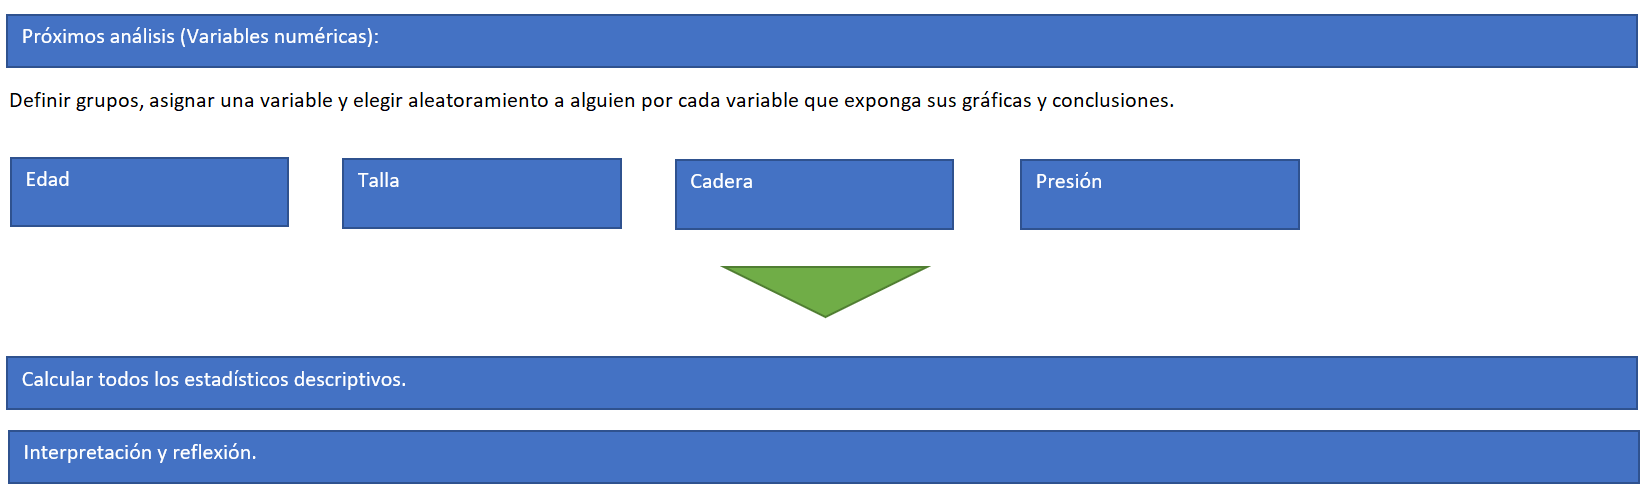 Próximos análisis (Variables numéricas):
Definir grupos, asignar una variable y elegir aleatoramiento a alguien por cada variable que exponga sus gráficas y conclusiones.
Edad
Talla
Cadera
Presión
Calcular todos los estadísticos descriptivos.
Interpretación y reflexión.